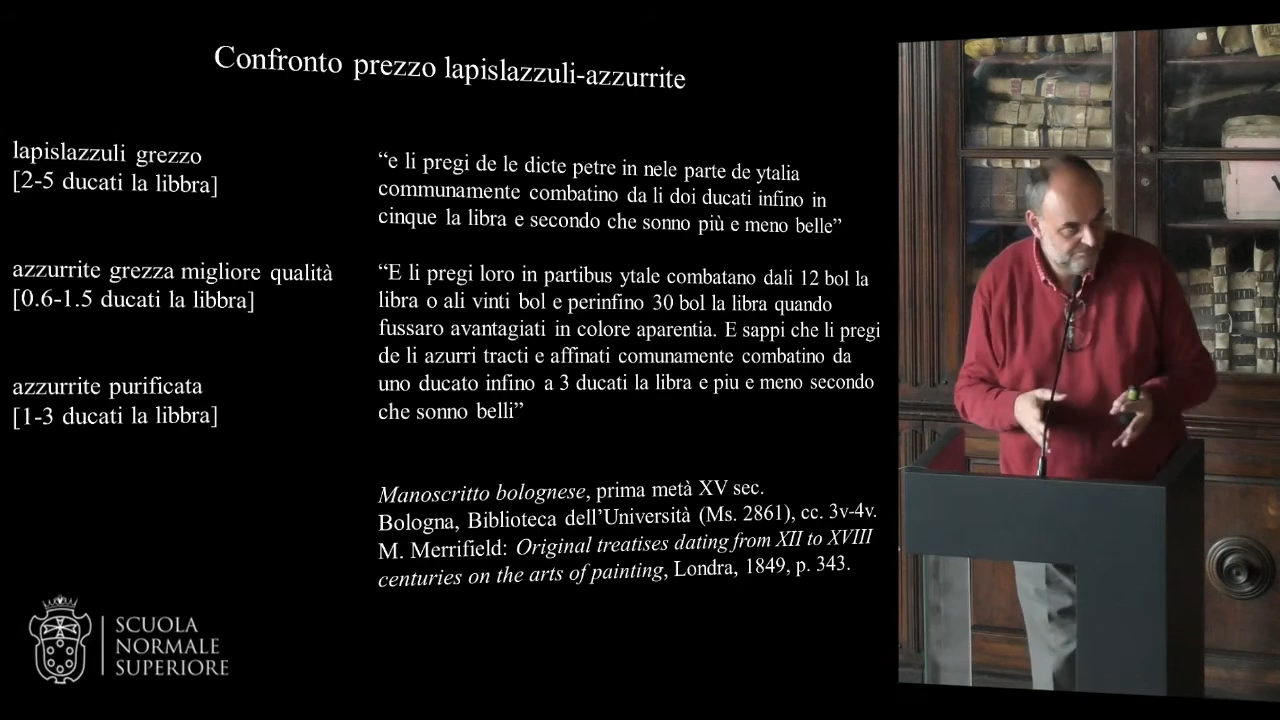 Confronto prezzo lapislazzuli-azzurrite
lapislazzuli grezzo
[2-5 ducati la libbra]
“e li pregi de le dicte petre in nele parte de ytalia
communamente combatino da li doi ducati infino in
cinque la libra e secondo che sonno più e meno belle”
azzurrite grezza migliore qualità
[0.6-1.5 ducati la libbra]
“E li pregi loro in partibus ytale combatano dali 12 bol la
libra o ali vinti bol e perinfino 30 bol la libra quando
fussaro avantagiati in colore aparentia. E sappi che li pregi
de li azurri tracti e affinati comunamente combatino da
uno ducato infino a 3 ducati la libra e piu e meno secondo
che sonno belli”
azzurrite purificata
[1-3 ducati la libbra]
Manoscritto bolognese, prima metà XV sec.
Bologna, Biblioteca dell’Università (Ms. 2861), cc. 3v-4v.
M. Merrifield: Original treatises dating from XII to XVIII
centuries on the arts of painting, Londra, 1849, p. 343.
SCUOLA
NORMALE
SUPERIORE